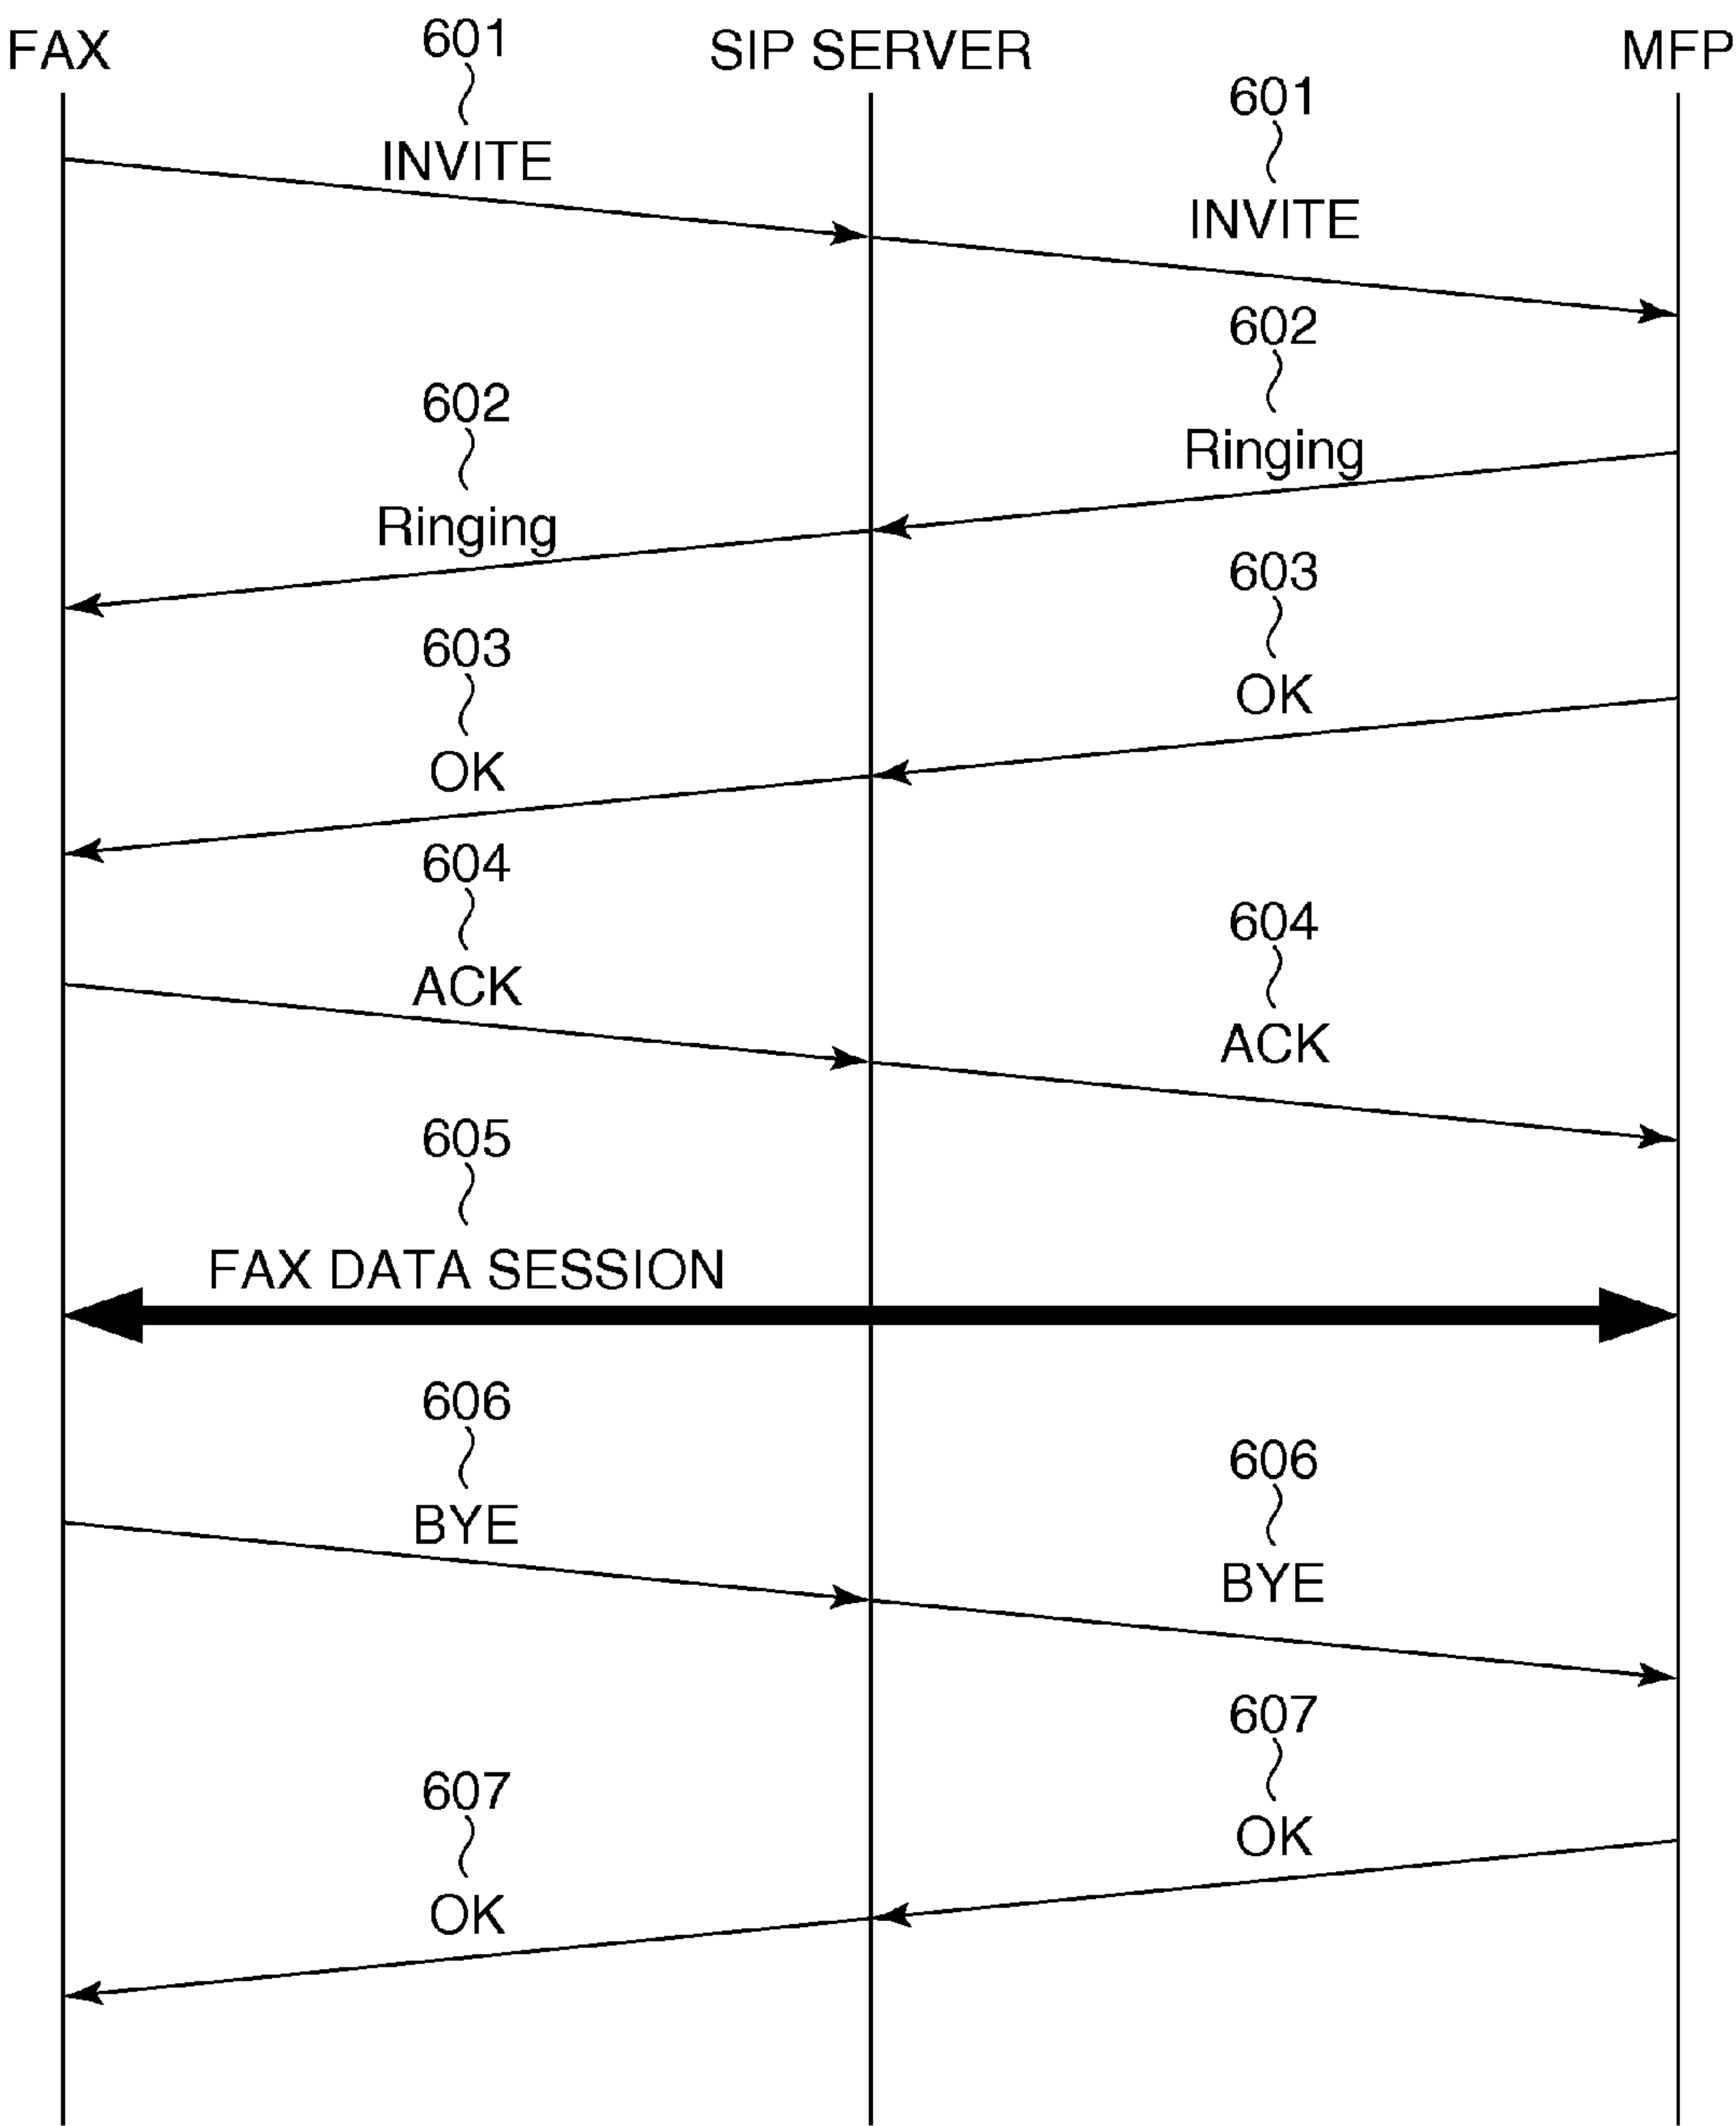 FAX
601
SIP SERVER
MFP
601
INVITE
INVITE
602
602
Ringing
Ringing
603
603
OK
OK
604
604
ACK
ACK
605
FAX DATA SESSION
606
606
BYE
BYE
607
607
OK
OK